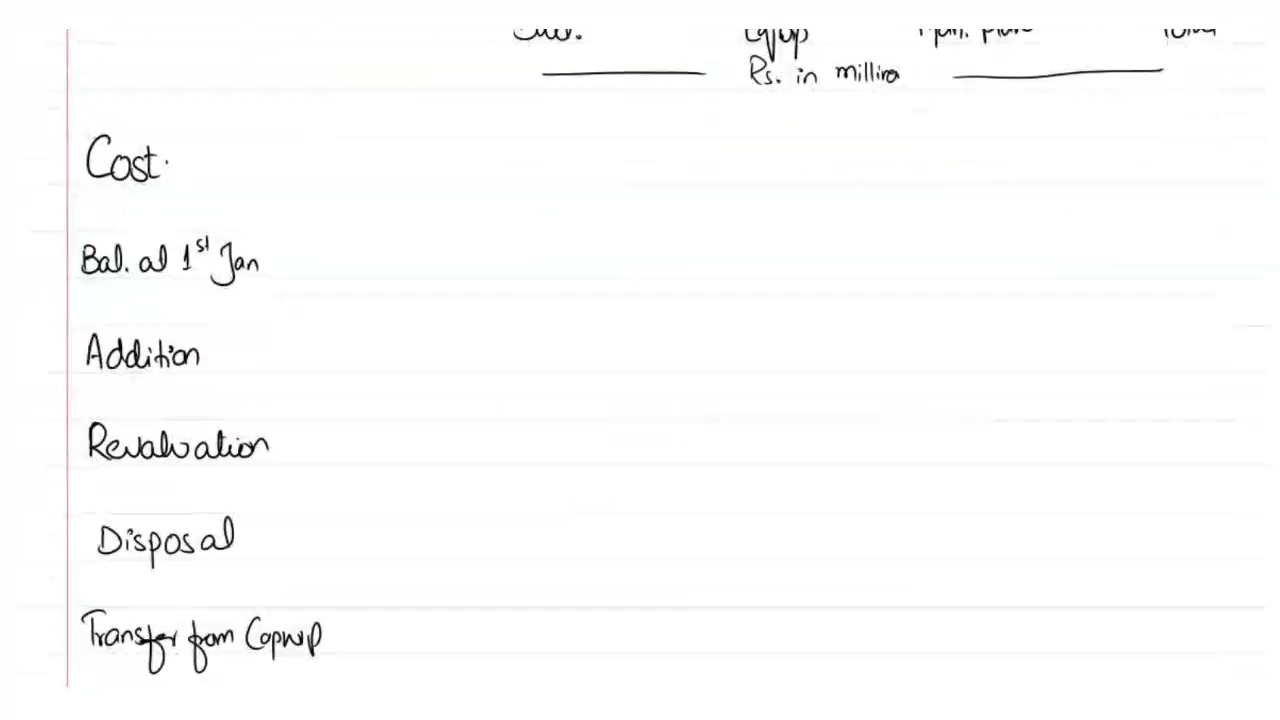 Rs. in million
Cost.
Bal. at 1st Jan
Addition
Revaluation
Disposal
Transfer from Capwip